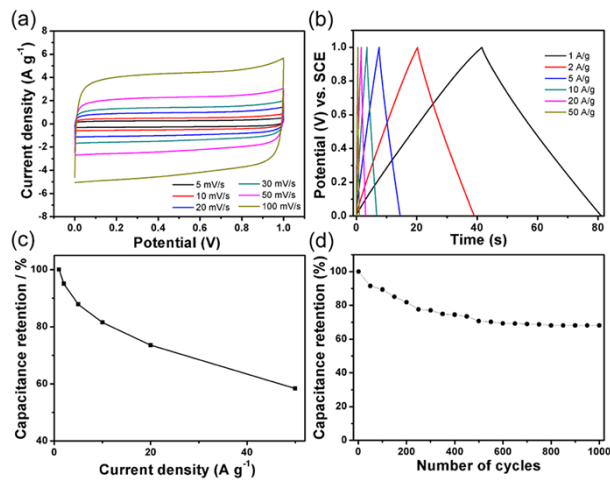 (a)
Current density (A g⁻¹)
8
6
4
2
0
-2
-4
-6
-8
5 mV/s
10 mV/s
20 mV/s
30 mV/s
50 mV/s
100 mV/s
0.0 0.2 0.4 0.6 0.8 1.0
Potential (V)
(b)
Potential (V) vs. SCE
1.0
0.8
0.6
0.4
0.2
0.0
1 A/g
2 A/g
5 A/g
10 A/g
20 A/g
50 A/g
0 20 40 60 80
Time (s)
(c)
Capacitance retention / %
100
80
60
40
0 20 40
Current density (A g⁻¹)
(d)
Capacitance retention (%)
100
80
60
40
20
0
0 200 400 600 800 1000
Number of cycles